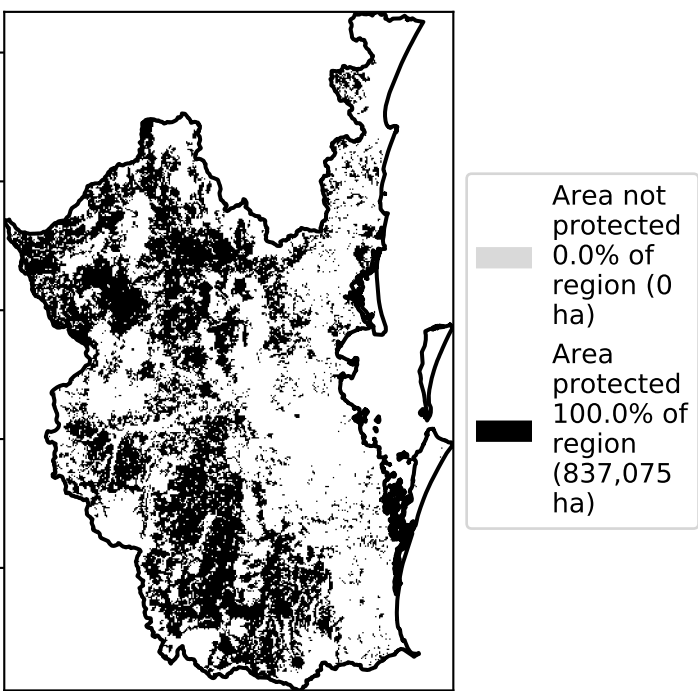 Area not
protected
0.0% of
region (0
ha)
Area
protected
100.0% of
region
(837,075
ha)